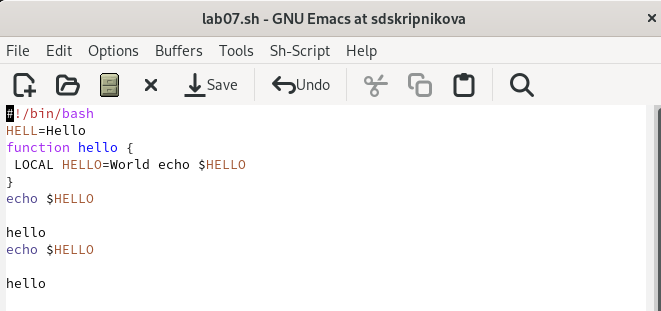 lab07.sh - GNU Emacs at sdskripnikova
File Edit Options Buffers Tools Sh-Script Help
Save Undo
#!/bin/bash
HELL=Hello
function hello {
 LOCAL HELLO=World echo $HELLO
}
echo $HELLO
hello
echo $HELLO
hello